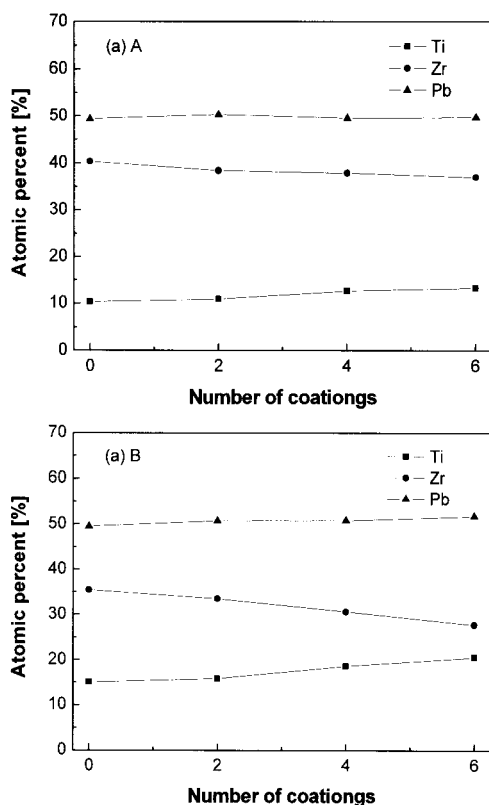 Atomic percent [%]
70
60
50
40
30
20
10
0
(a) A
Ti
Zr
Pb
0 2 4 6
Number of coationgs
Atomic percent [%]
70
60
50
40
30
20
10
0
(a) B
Ti
Zr
Pb
0 2 4 6
Number of coationgs